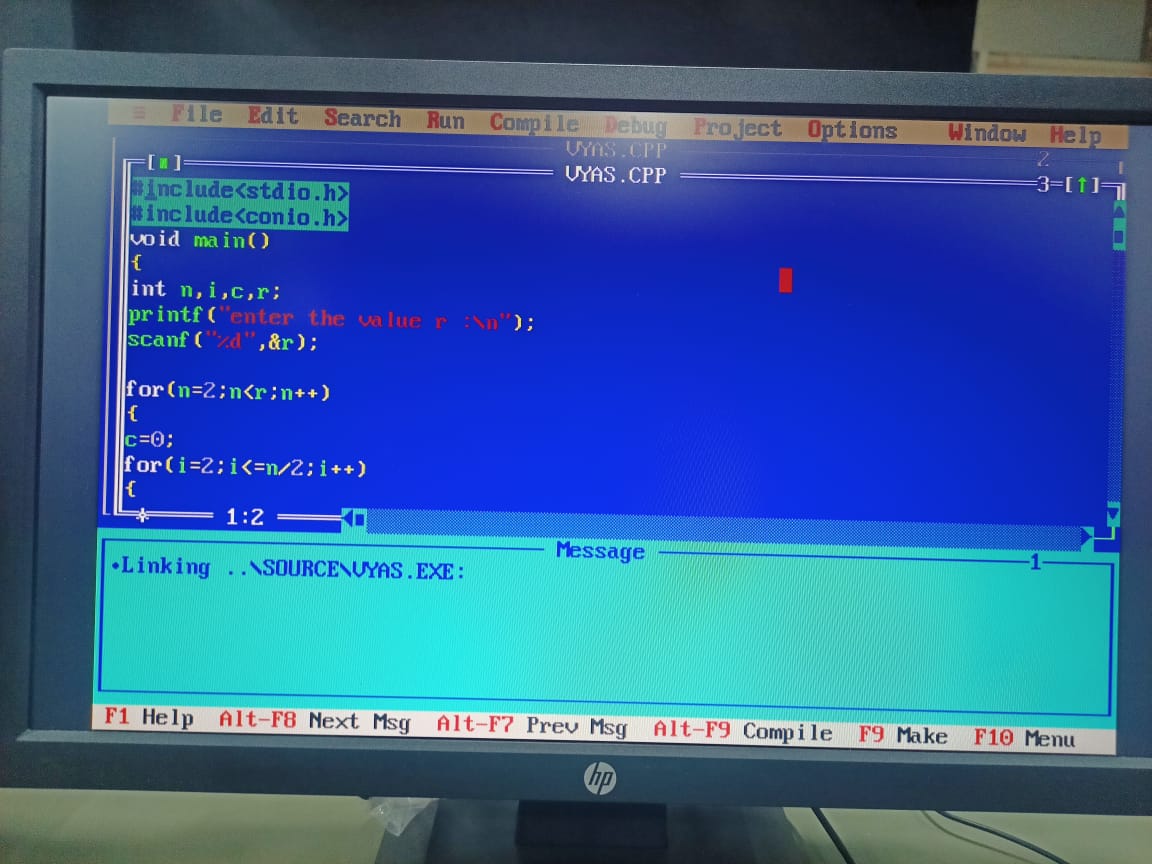 ≡ File Edit Search Run Compile Debug Project Options Window Help
VYAS.CPP 2
[■] VYAS.CPP 3=[↑]
#include<stdio.h>
#include<conio.h>
void main()
{
int n,i,c,r;
printf("enter the value r :\n");
scanf("%d",&r);
for(n=2;n<r;n++)
{
c=0;
for(i=2;i<=n/2;i++)
{
1:2
Message 1
•Linking ..\SOURCE\VYAS.EXE:
F1 Help Alt-F8 Next Msg Alt-F7 Prev Msg Alt-F9 Compile F9 Make F10 Menu
hp